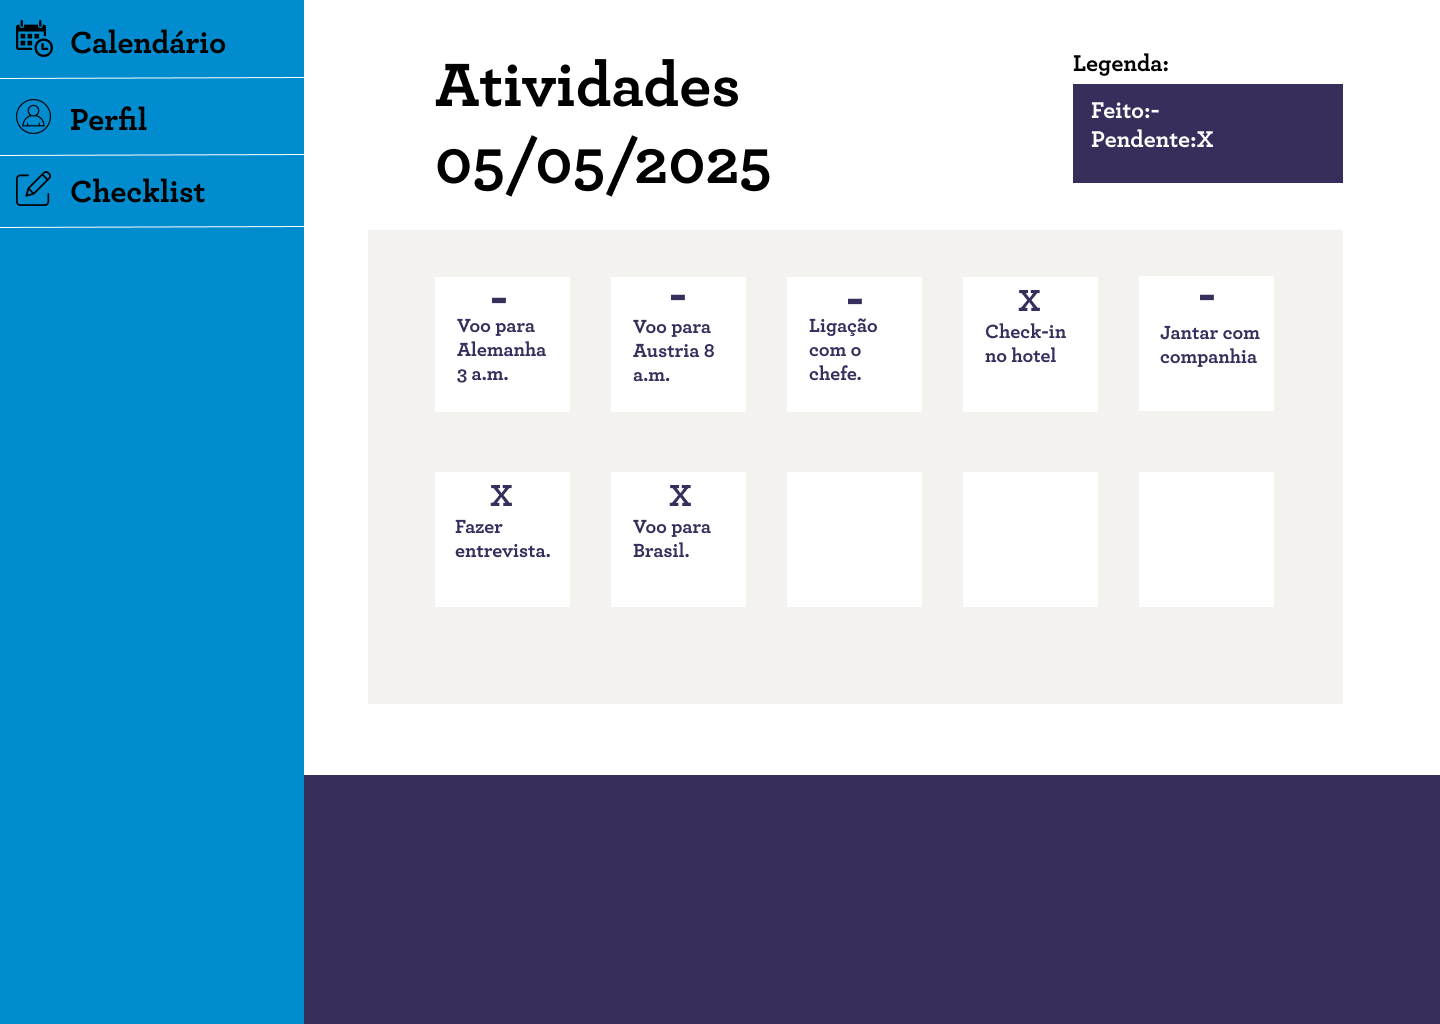 Calendário
Perfil
Checklist
Atividades
05/05/2025
Legenda:
Feito:-
Pendente:X
-
Voo para
Alemanha
3 a.m.
-
Voo para
Austria 8
a.m.
-
Ligação
com o
chefe.
X
Check-in
no hotel
-
Jantar com
companhia
X
Fazer
entrevista.
X
Voo para
Brasil.